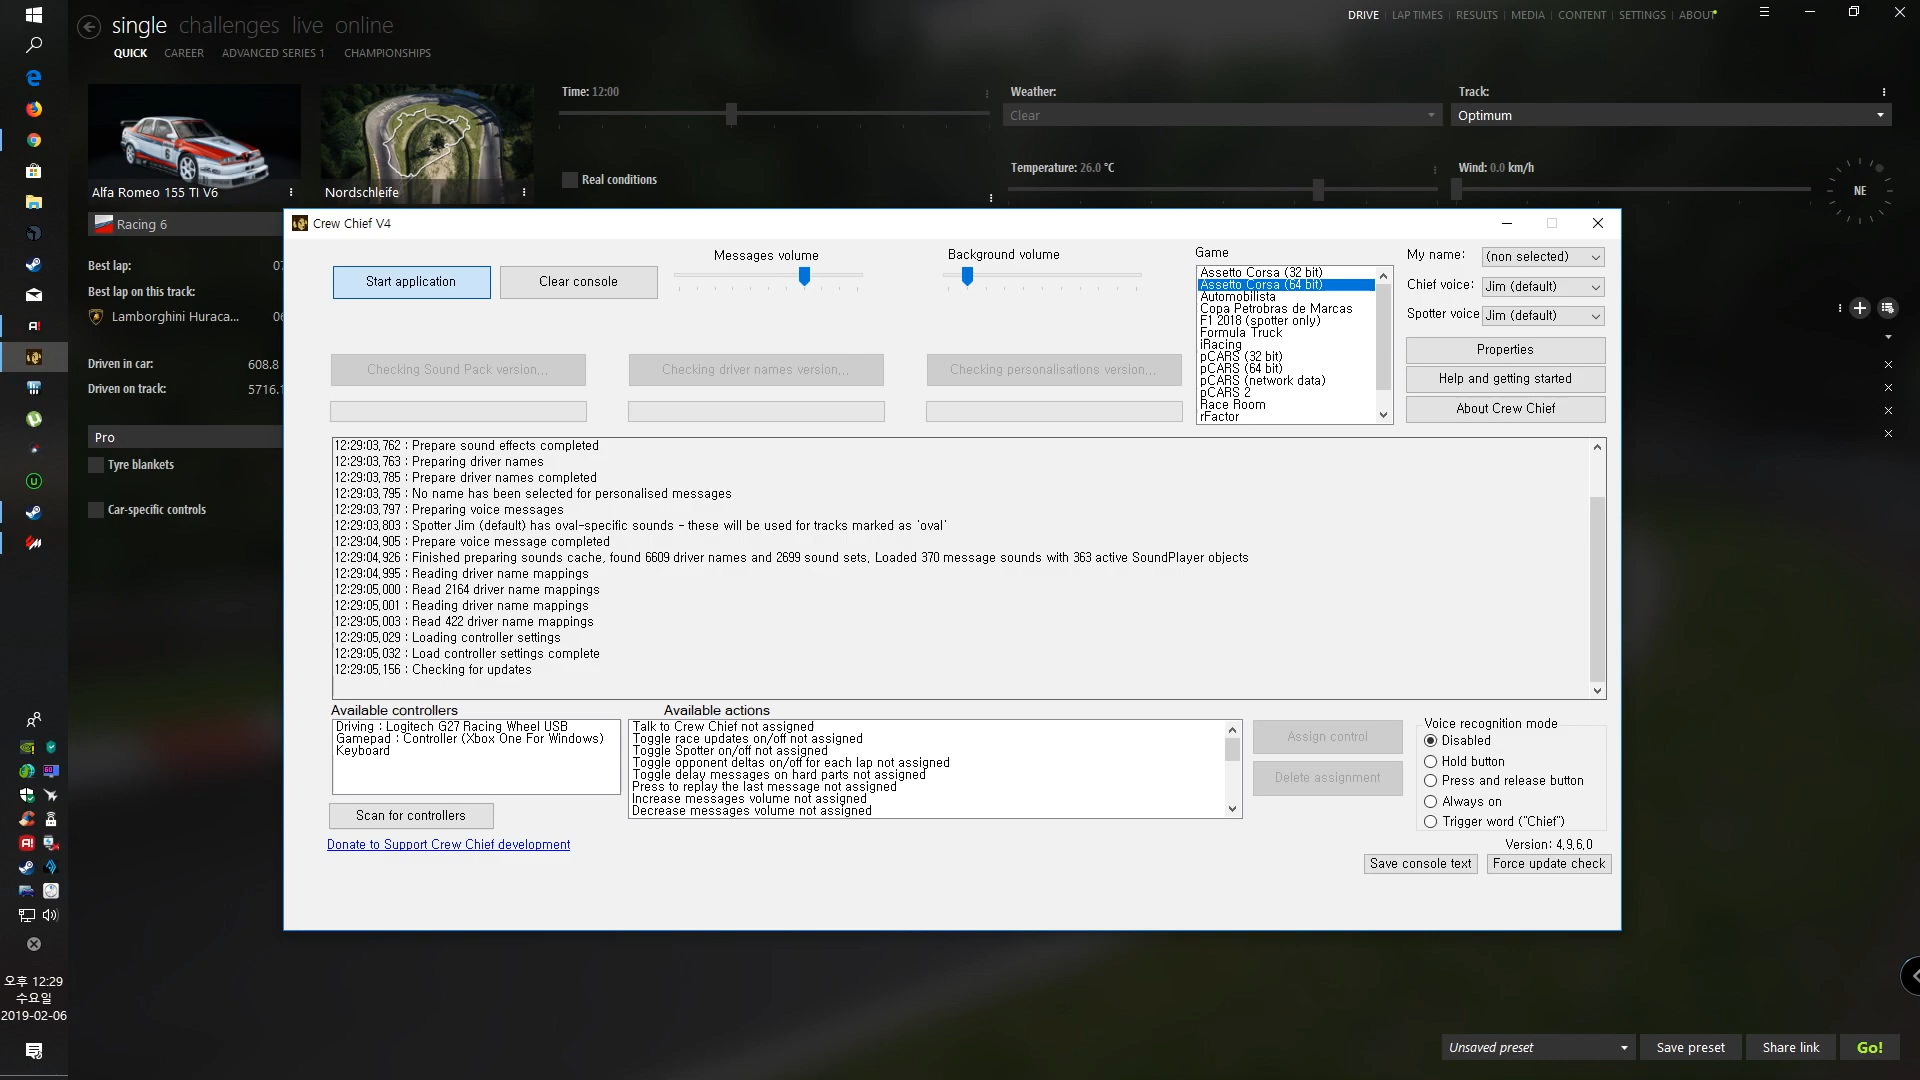 single challenges live online
DRIVE LAP TIMES RESULTS MEDIA CONTENT SETTINGS ABOUT
QUICK CAREER ADVANCED SERIES 1 CHAMPIONSHIPS
Time: 12:00
Weather:
Track:
Clear
Optimum
Temperature: 26.0 °C
Wind: 0.0 km/h
Real conditions
NE
Alfa Romeo 155 TI V6
Nordschleife
Racing 6
Best lap: 07
Best lap on this track:
Lamborghini Huraca... 06
Driven in car: 608.8
Driven on track: 5716.1
Pro
Tyre blankets
Car-specific controls
Crew Chief V4
Start application
Clear console
Messages volume
Background volume
Game
Assetto Corsa (32 bit)
Assetto Corsa (64 bit)
Automobilista
Copa Petrobras de Marcas
F1 2018 (spotter only)
Formula Truck
iRacing
pCARS (32 bit)
pCARS (64 bit)
pCARS (network data)
pCARS 2
Race Room
rFactor
My name: (non selected)
Chief voice: Jim (default)
Spotter voice Jim (default)
Properties
Help and getting started
About Crew Chief
Checking Sound Pack version...
Checking driver names version...
Checking personalisations version...
12:29:03.762 : Prepare sound effects completed
12:29:03.763 : Preparing driver names
12:29:03.785 : Prepare driver names completed
12:29:03.795 : No name has been selected for personalised messages
12:29:03.797 : Preparing voice messages
12:29:03.803 : Spotter Jim (default) has oval-specific sounds - these will be used for tracks marked as 'oval'
12:29:04.905 : Prepare voice message completed
12:29:04.926 : Finished preparing sounds cache, found 6609 driver names and 2699 sound sets. Loaded 370 message sounds with 363 active SoundPlayer objects
12:29:04.995 : Reading driver name mappings
12:29:05.000 : Read 2164 driver name mappings
12:29:05.001 : Reading driver name mappings
12:29:05.003 : Read 422 driver name mappings
12:29:05.029 : Loading controller settings
12:29:05.032 : Load controller settings complete
12:29:05.156 : Checking for updates
Available controllers
Driving : Logitech G27 Racing Wheel USB
Gamepad : Controller (Xbox One For Windows)
Keyboard
Scan for controllers
Donate to Support Crew Chief development
Available actions
Talk to Crew Chief not assigned
Toggle race updates on/off not assigned
Toggle Spotter on/off not assigned
Toggle opponent deltas on/off for each lap not assigned
Toggle delay messages on hard parts not assigned
Press to replay the last message not assigned
Increase messages volume not assigned
Decrease messages volume not assigned
Assign control
Delete assignment
Voice recognition mode
Disabled
Hold button
Press and release button
Always on
Trigger word ("Chief")
Version: 4.9.6.0
Save console text
Force update check
오후 12:29
수요일
2019-02-06
Unsaved preset
Save preset
Share link
Go!